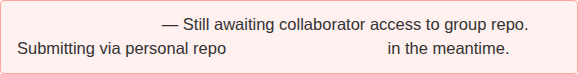 — Still awaiting collaborator access to group repo.
Submitting via personal repo in the meantime.